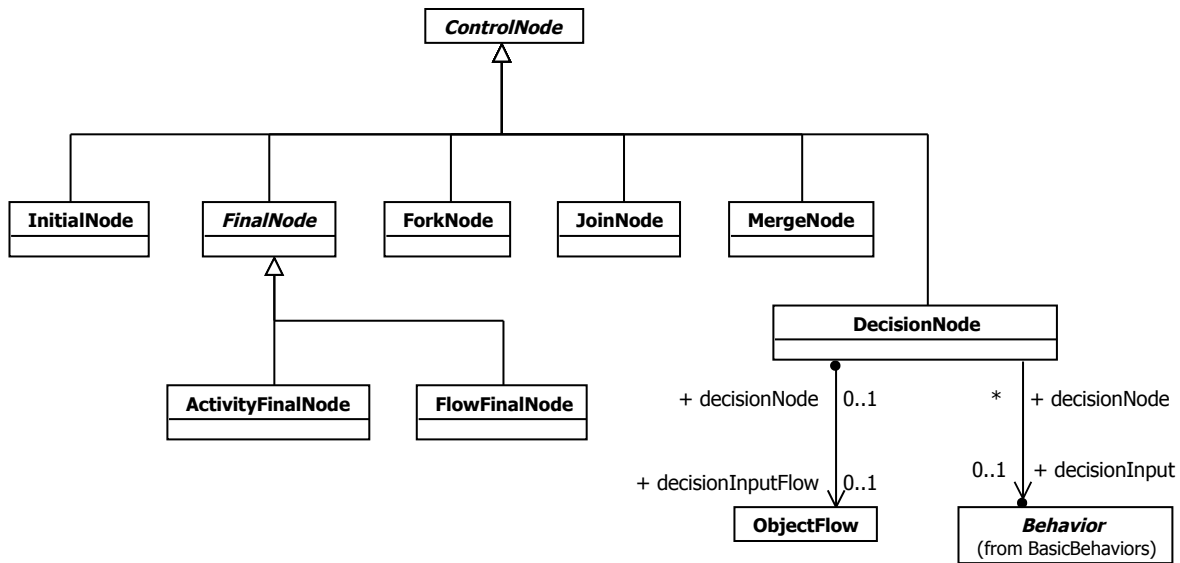 ControlNode
InitialNode
FinalNode
ForkNode
JoinNode
MergeNode
DecisionNode
ActivityFinalNode
FlowFinalNode
+ decisionNode
0..1
*
+ decisionNode
+ decisionInputFlow
0..1
0..1
+ decisionInput
ObjectFlow
Behavior
(from BasicBehaviors)